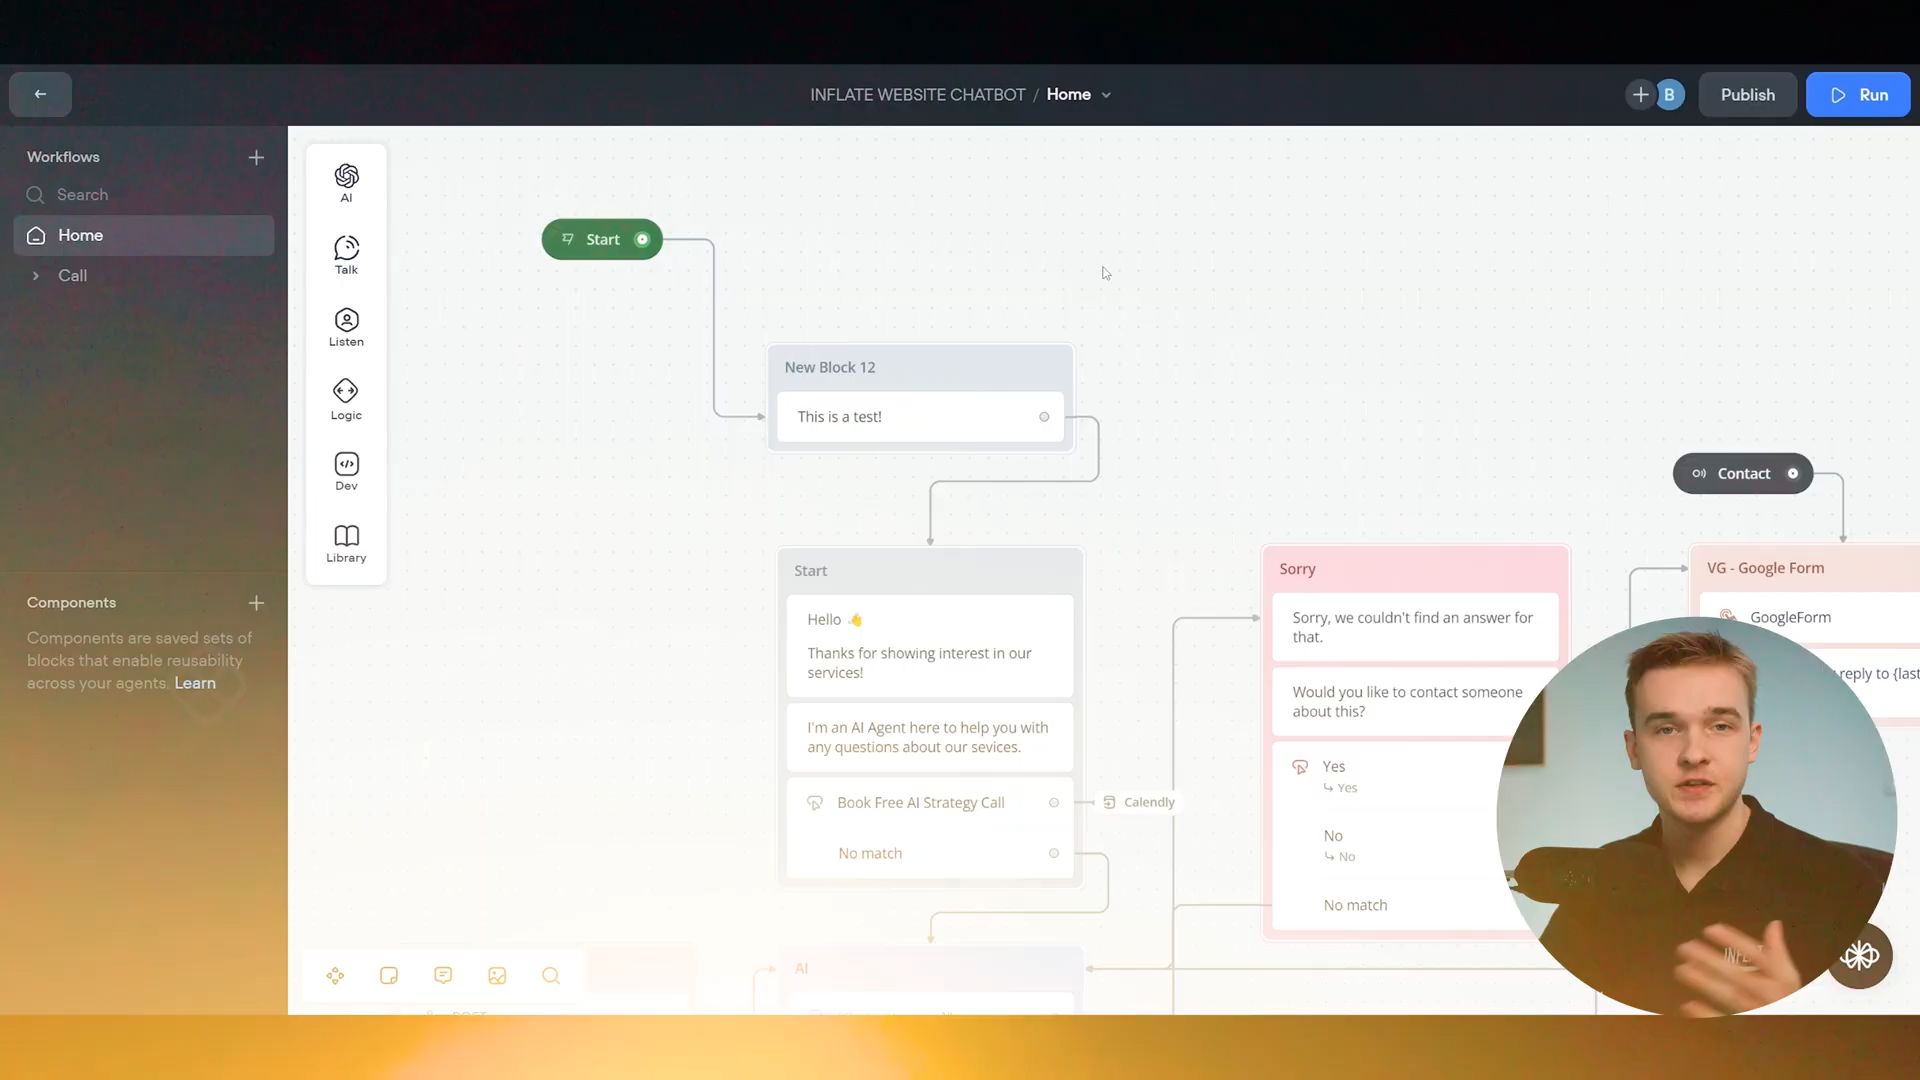 INFLATE WEBSITE CHATBOT / Home
B
Publish
Run
Workflows
Search
Home
Call
Components
Components are saved sets of
blocks that enable reusability
across your agents. Learn
AI
Talk
Listen
Logic
Dev
Library
Start
New Block 12
This is a test!
Start
Hello 👋
Thanks for showing interest in our
services!
I'm an AI Agent here to help you with
any questions about our sevices.
Book Free AI Strategy Call
Calendly
No match
AI
Sorry
Sorry, we couldn't find an answer for
that.
Would you like to contact someone
about this?
Yes
↳ Yes
No
↳ No
No match
Contact
VG - Google Form
GoogleForm
reply to {last
POST